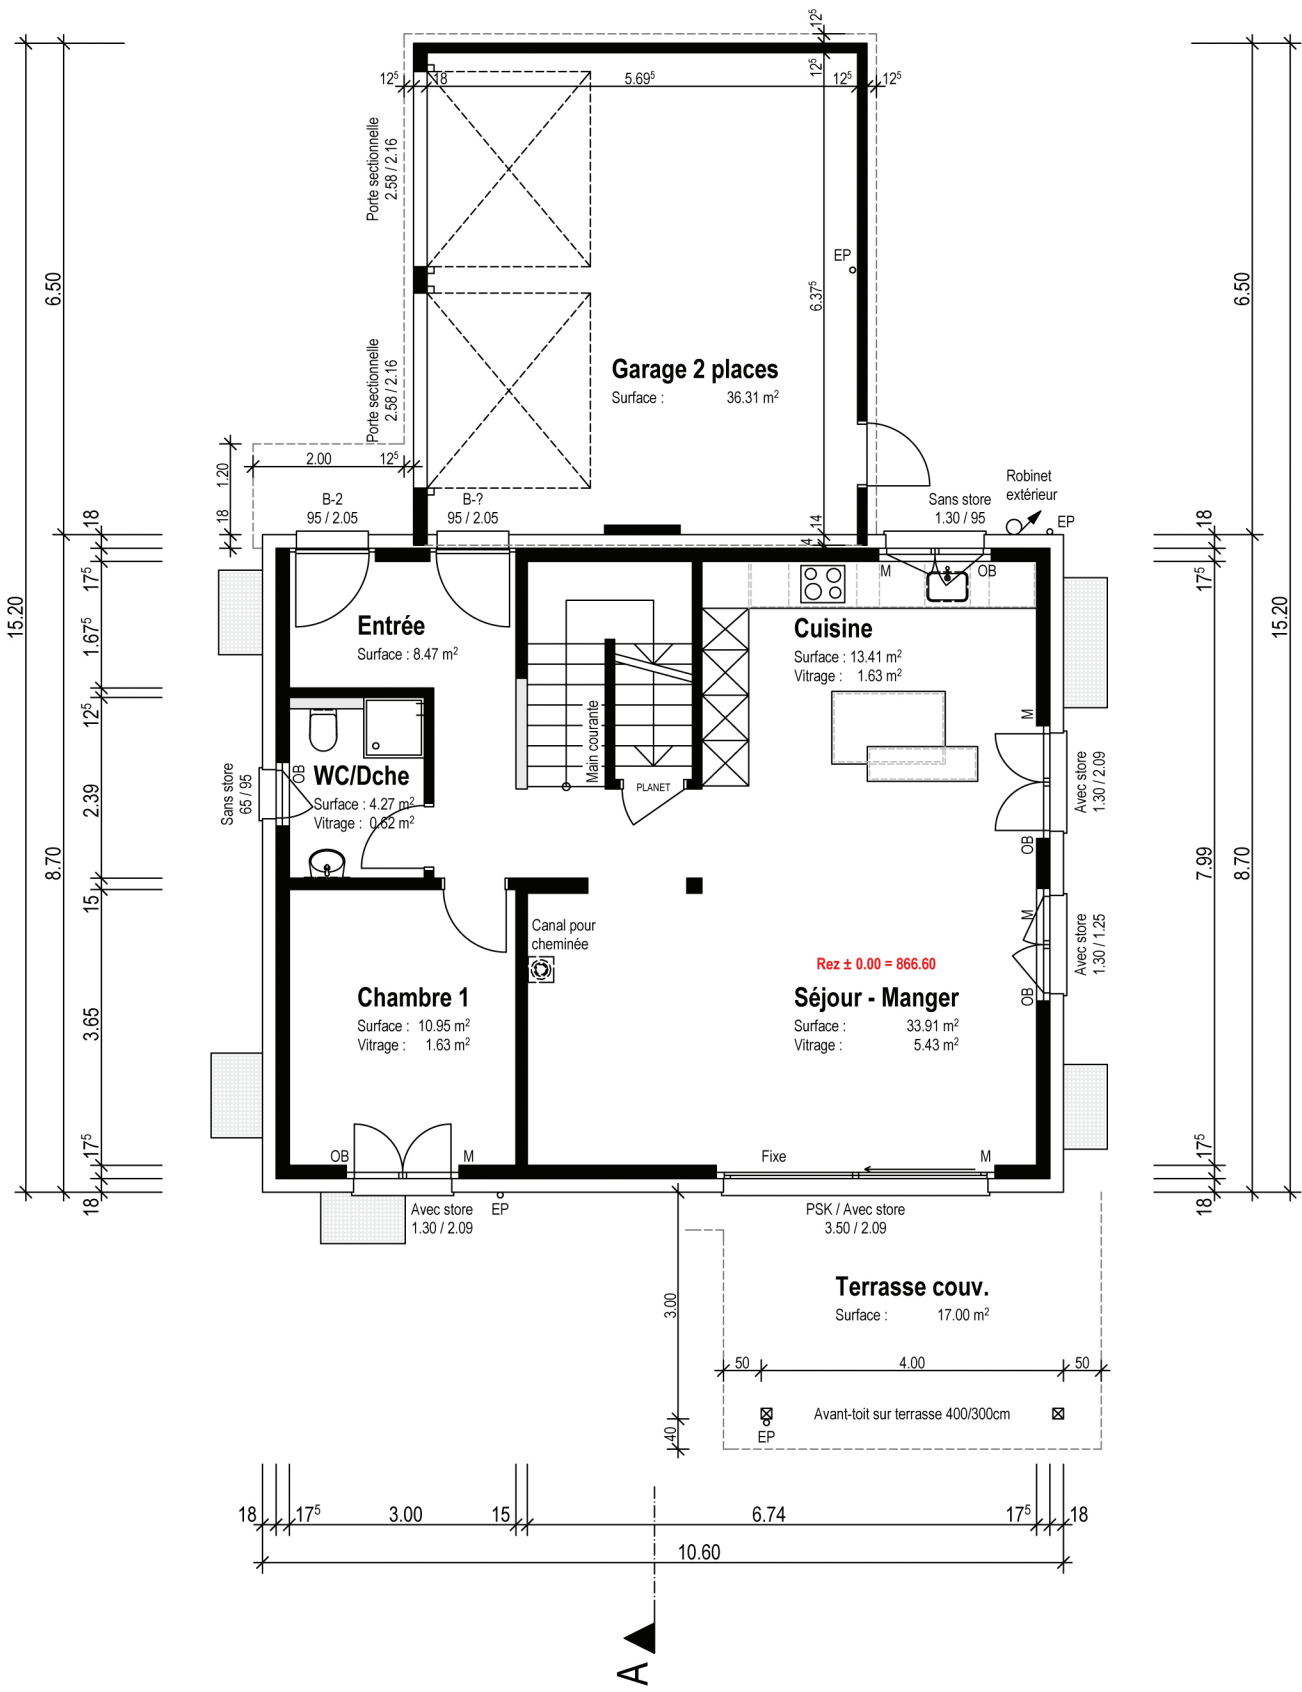 12⁵
12⁵
12⁵
18
5.69⁵
12⁵
12⁵
Porte sectionnelle
2.58 / 2.16
EP
6.50
6.37⁵
6.50
Porte sectionnelle
2.58 / 2.16
Garage 2 places
Surface : 36.31 m²
2.00
12⁵
1.20
18
B-2
95 / 2.05
B-?
95 / 2.05
14
4
Sans store
1.30 / 95
Robinet
extérieur
EP
18
17⁵
18
17⁵
M
OB
15.20
1.67⁵
Entrée
Surface : 8.47 m²
Cuisine
Surface : 13.41 m²
Vitrage : 1.63 m²
15.20
12⁵
Main courante
M
Sans store
65 / 95
OB
WC/Dche
Surface : 4.27 m²
Vitrage : 0.62 m²
PLANET
Avec store
1.30 / 2.09
OB
2.39
8.70
7.99
8.70
15
Canal pour
cheminée
M
Avec store
1.30 / 1.25
OB
Rez ± 0.00 = 866.60
3.65
Chambre 1
Surface : 10.95 m²
Vitrage : 1.63 m²
Séjour - Manger
Surface : 33.91 m²
Vitrage : 5.43 m²
17⁵
18
OB
M
Fixe
M
17⁵
18
Avec store
1.30 / 2.09
EP
PSK / Avec store
3.50 / 2.09
3.00
Terrasse couv.
Surface : 17.00 m²
50
4.00
50
40
EP
Avant-toit sur terrasse 400/300cm
18
17⁵
3.00
15
6.74
17⁵
18
10.60
A